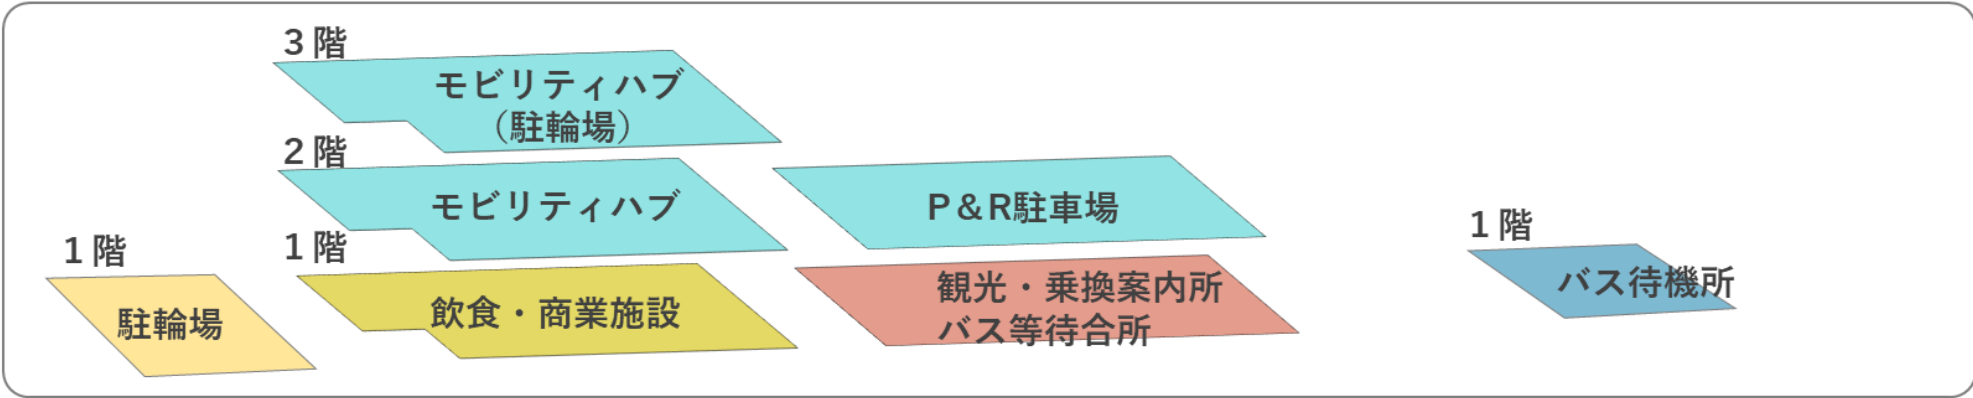 ３階
モビリティハブ
（駐輪場）
２階
モビリティハブ
P＆R駐車場
１階
駐輪場
１階
飲食・商業施設
観光・乗換案内所
バス等待合所
１階
バス待機所